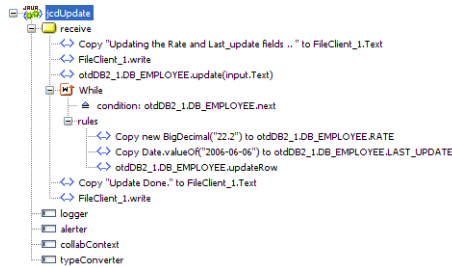 JAVA
jcdUpdate
receive
Copy "Updating the Rate and Last_update fields .. " to FileClient_1.Text
FileClient_1.write
otdDB2_1.DB_EMPLOYEE.update(input.Text)
While
condition: otdDB2_1.DB_EMPLOYEE.next
rules
Copy new BigDecimal("22.2") to otdDB2_1.DB_EMPLOYEE.RATE
Copy Date.valueOf("2006-06-06") to otdDB2_1.DB_EMPLOYEE.LAST_UPDATE
otdDB2_1.DB_EMPLOYEE.updateRow
Copy "Update Done." to FileClient_1.Text
FileClient_1.write
logger
alerter
collabContext
typeConverter